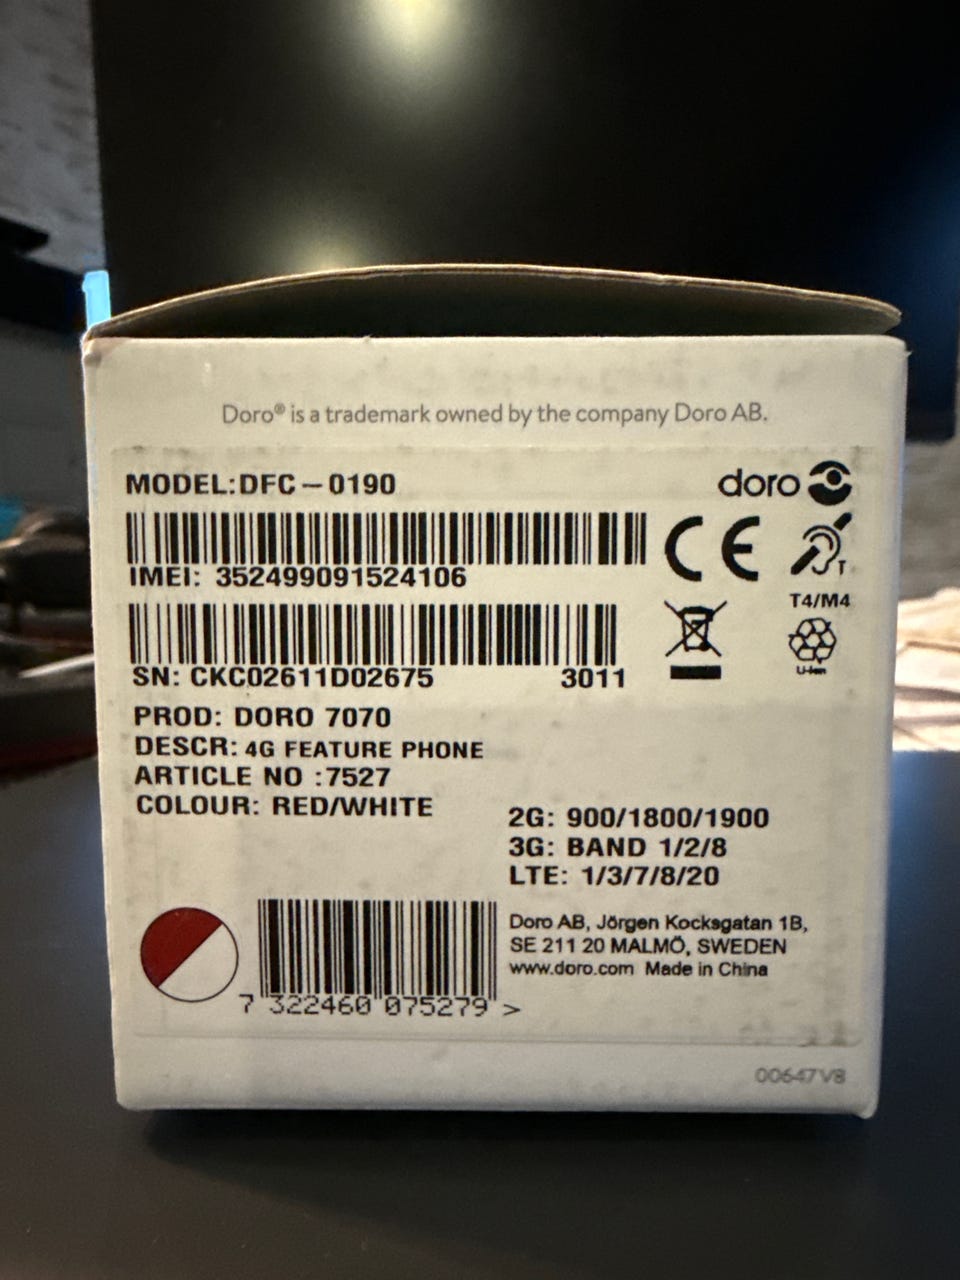 Doro® is a trademark owned by the company Doro AB.
MODEL:DFC-0190
doro
CE
T
IMEI: 352499091524106
T4/M4
SN: CKC02611D02675 3011
Li-ion
PROD: DORO 7070
DESCR: 4G FEATURE PHONE
ARTICLE NO :7527
COLOUR: RED/WHITE
2G: 900/1800/1900
3G: BAND 1/2/8
LTE: 1/3/7/8/20
Doro AB, Jörgen Kocksgatan 1B,
SE 211 20 MALMÖ, SWEDEN
www.doro.com Made in China
7 322460 075279 >
00647V8